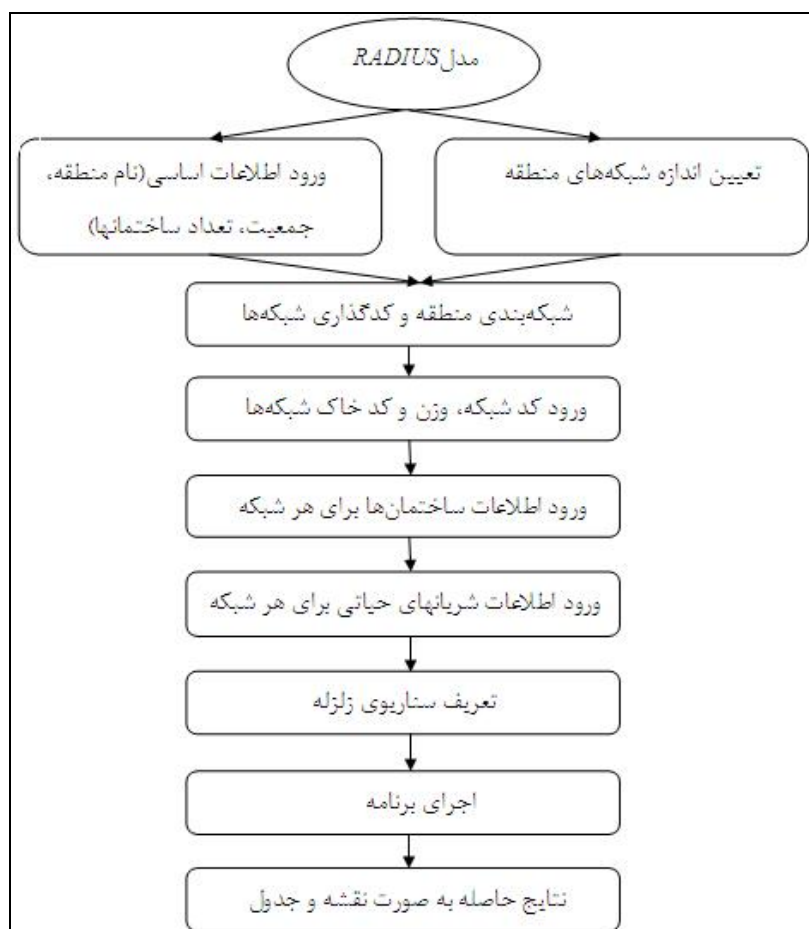 مدل RADIUS
تعیین اندازه شبکه‌های منطقه
ورود اطلاعات اساسی(نام منطقه،
جمعیت، تعداد ساختمانها)
شبکه‌بندی منطقه و کدگذاری شبکه‌ها
ورود کد شبکه، وزن و کد خاک شبکه‌ها
ورود اطلاعات ساختمان‌ها برای هر شبکه
ورود اطلاعات شریانهای حیاتی برای هر شبکه
تعریف سناریوی زلزله
اجرای برنامه
نتایج حاصله به صورت نقشه و جدول